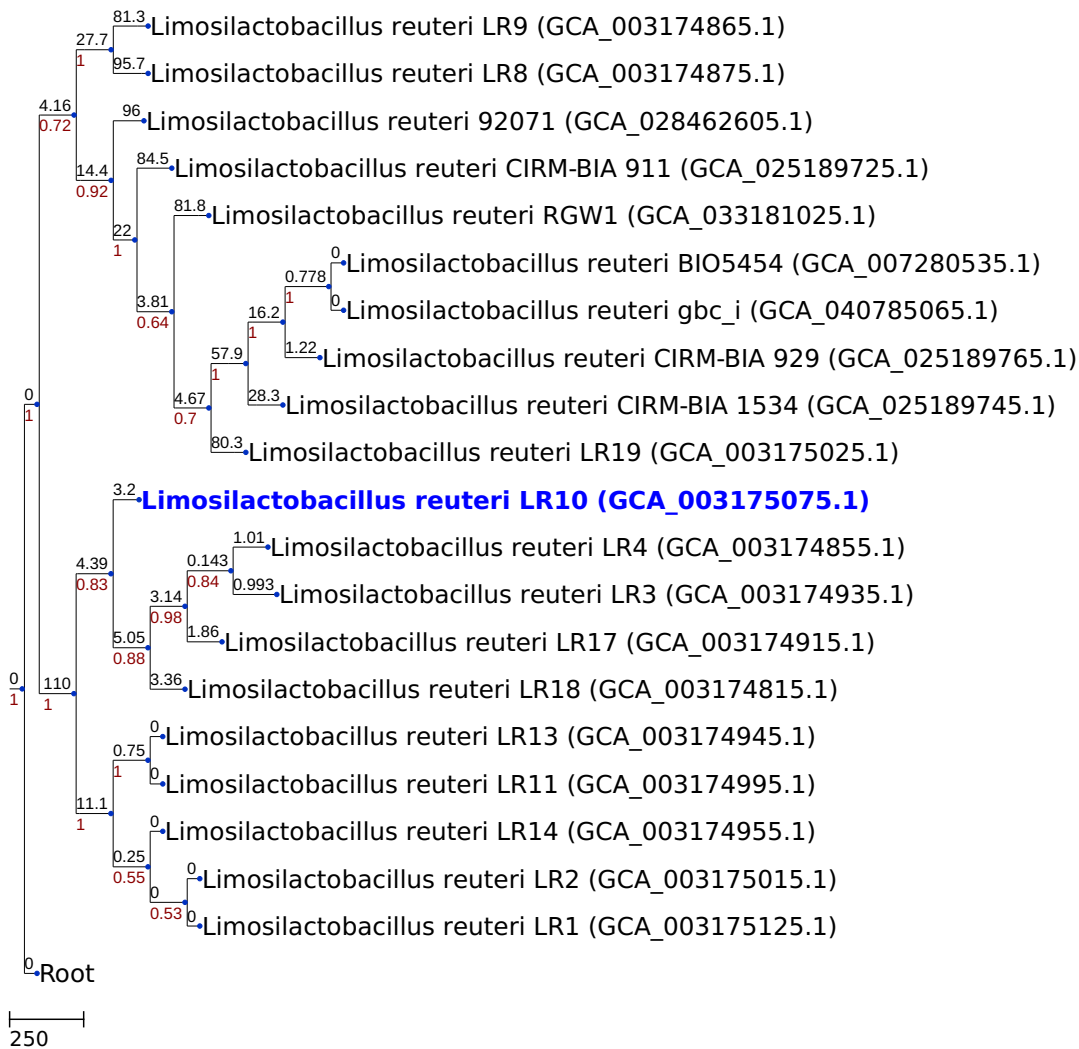 81.3 Limosilactobacillus reuteri LR9 (GCA_003174865.1)
27.7
1
95.7 Limosilactobacillus reuteri LR8 (GCA_003174875.1)
4.16
0.72
96 Limosilactobacillus reuteri 92071 (GCA_028462605.1)
84.5 Limosilactobacillus reuteri CIRM-BIA 911 (GCA_025189725.1)
14.4
0.92
81.8 Limosilactobacillus reuteri RGW1 (GCA_033181025.1)
22
1
0 Limosilactobacillus reuteri BIO5454 (GCA_007280535.1)
0.778
1
0 Limosilactobacillus reuteri gbc_i (GCA_040785065.1)
3.81
0.64
16.2
1
1.22 Limosilactobacillus reuteri CIRM-BIA 929 (GCA_025189765.1)
57.9
1
28.3 Limosilactobacillus reuteri CIRM-BIA 1534 (GCA_025189745.1)
0
1
4.67
0.7
80.3 Limosilactobacillus reuteri LR19 (GCA_003175025.1)
3.2 Limosilactobacillus reuteri LR10 (GCA_003175075.1)
1.01 Limosilactobacillus reuteri LR4 (GCA_003174855.1)
4.39
0.83
0.143
0.84
0.993 Limosilactobacillus reuteri LR3 (GCA_003174935.1)
3.14
0.98
1.86 Limosilactobacillus reuteri LR17 (GCA_003174915.1)
5.05
0.88
3.36 Limosilactobacillus reuteri LR18 (GCA_003174815.1)
0
1
110
1
0 Limosilactobacillus reuteri LR13 (GCA_003174945.1)
0.75
1
0 Limosilactobacillus reuteri LR11 (GCA_003174995.1)
11.1
1
0 Limosilactobacillus reuteri LR14 (GCA_003174955.1)
0.25
0.55
0 Limosilactobacillus reuteri LR2 (GCA_003175015.1)
0
0.53
0 Limosilactobacillus reuteri LR1 (GCA_003175125.1)
0 Root
250